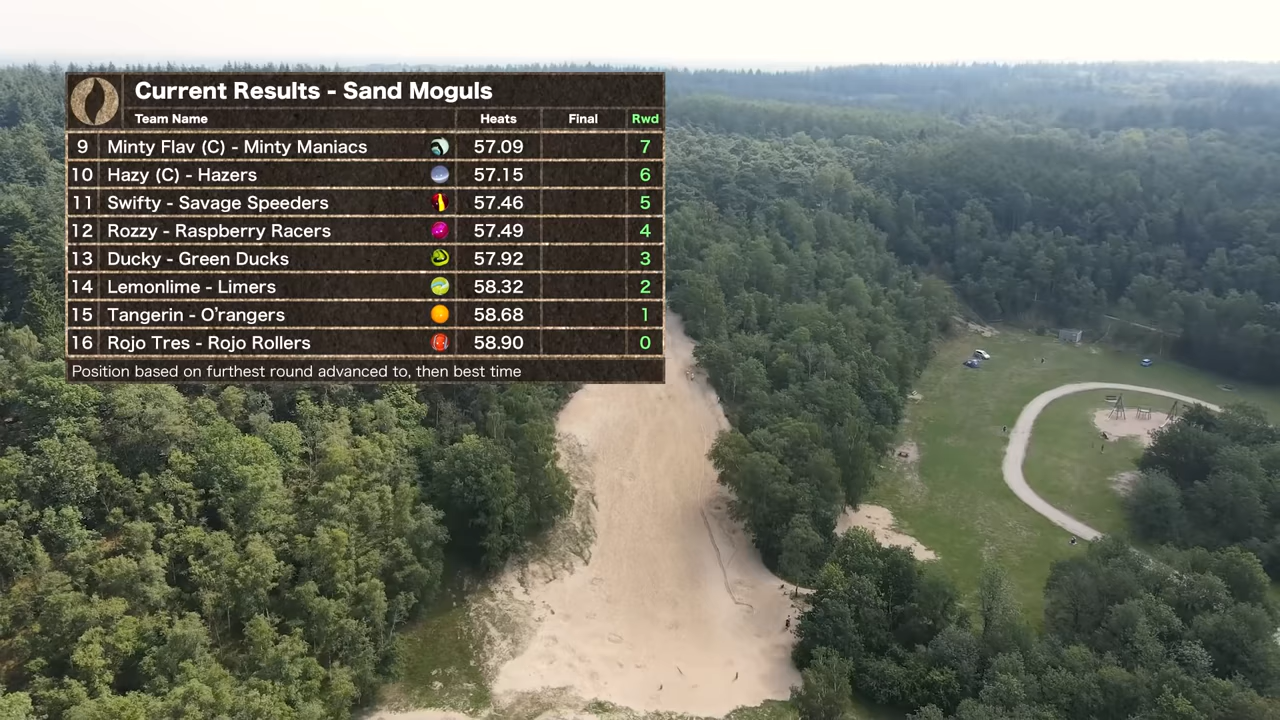 Current Results - Sand Moguls
Team Name Heats Final Rwd
9 Minty Flav (C) - Minty Maniacs 57.09 7
10 Hazy (C) - Hazers 57.15 6
11 Swifty - Savage Speeders 57.46 5
12 Rozzy - Raspberry Racers 57.49 4
13 Ducky - Green Ducks 57.92 3
14 Lemonlime - Limers 58.32 2
15 Tangerin - O'rangers 58.68 1
16 Rojo Tres - Rojo Rollers 58.90 0
Position based on furthest round advanced to, then best time